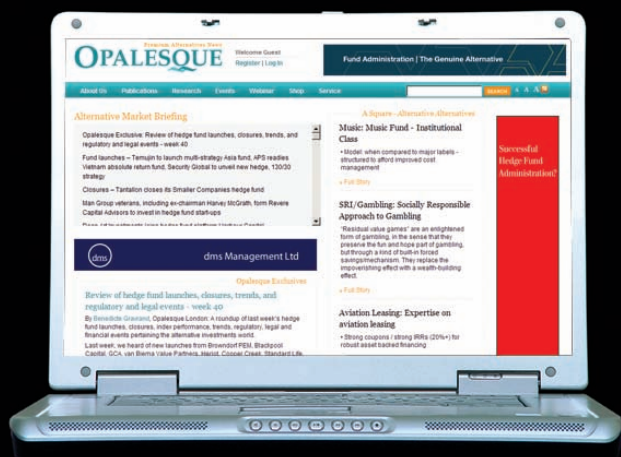 Premium Alternatives News
OPALESQUE
Welcome Guest
Register | Log In
Fund Administration | The Genuine Alternative
About Us Publications Research Events Webinar Shop Service
SEARCH A A A
Alternative Market Briefing
Opalesque Exclusive: Review of hedge fund launches, closures, trends, and
regulatory and legal events - week 40
Fund launches – Temujin to launch multi-strategy Asia fund, APS readies
Vietnam absolute return fund, Security Global to unveil new hedge, 130/30
strategy
Closures – Tantallon closes its Smaller Companies hedge fund
Man Group veterans, including ex-chairman Harvey McGrath, form Revere
Capital Advisors to invest in hedge fund start-ups
dms
dms Management Ltd
Opalesque Exclusives
Review of hedge fund launches, closures, trends, and
regulatory and legal events - week 40
By Benedicte Gravrand, Opalesque London: A roundup of last week's hedge
fund launches, closures, index performance, trends, regulatory, legal and
financial events pertaining the alternative investments world.
Last week, we heard of new launches from Browndorf PEM, Blackpool
Capital, GCA, van Biema Value Partners, Heriot, Cooper Creek, Standard Life,
A Square - Alternative Alternatives
Music: Music Fund - Institutional
Class
• Model: when compared to major labels -
structured to afford improved cost
management
» Full Story
SRI/Gambling: Socially Responsible
Approach to Gambling
"Residual value games" are an enlightened
form of gambling, in the sense that they
preserve the fun and hope part of gambling,
but through a kind of built-in forced
savings/mechanism. They replace the
impoverishing effect with a wealth-building
effect.
» Full Story
Aviation Leasing: Expertise on
aviation leasing
• Strong coupons / strong IRRs (20%+) for
robust asset backed financing
Successful
Hedge Fund
Administration?